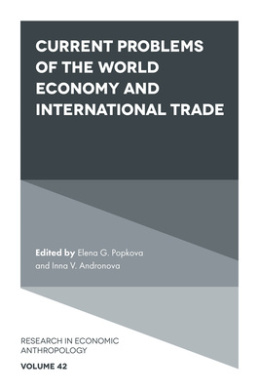 CURRENT PROBLEMS
OF THE WORLD
ECONOMY AND
INTERNATIONAL TRADE
Edited by Elena G. Popkova
and Inna V. Andronova
RESEARCH IN ECONOMIC
ANTHROPOLOGY
VOLUME 42